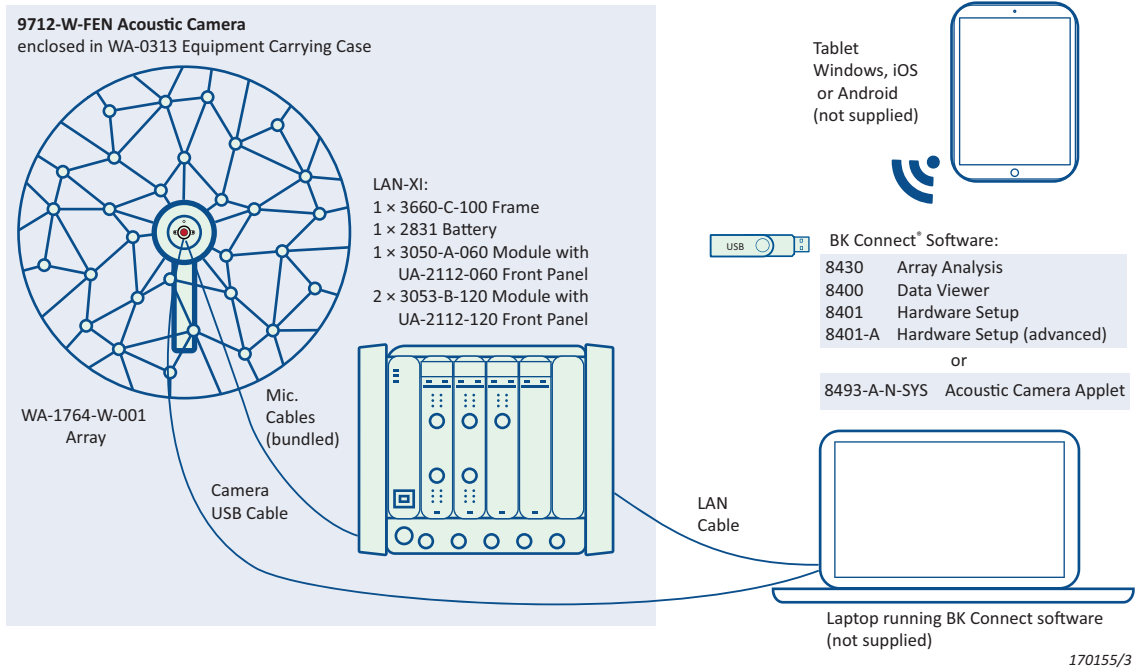 9712-W-FEN Acoustic Camera
enclosed in WA-0313 Equipment Carrying Case
LAN-XI:
1 × 3660-C-100 Frame
1 × 2831 Battery
1 × 3050-A-060 Module with
UA-2112-060 Front Panel
2 × 3053-B-120 Module with
UA-2112-120 Front Panel
WA-1764-W-001
Array
Mic.
Cables
(bundled)
Camera
USB Cable
LAN
Cable
Tablet
Windows, iOS
or Android
(not supplied)
USB
BK Connect® Software:
8430 Array Analysis
8400 Data Viewer
8401 Hardware Setup
8401-A Hardware Setup (advanced)
or
8493-A-N-SYS Acoustic Camera Applet
Laptop running BK Connect software
(not supplied)
170155/3